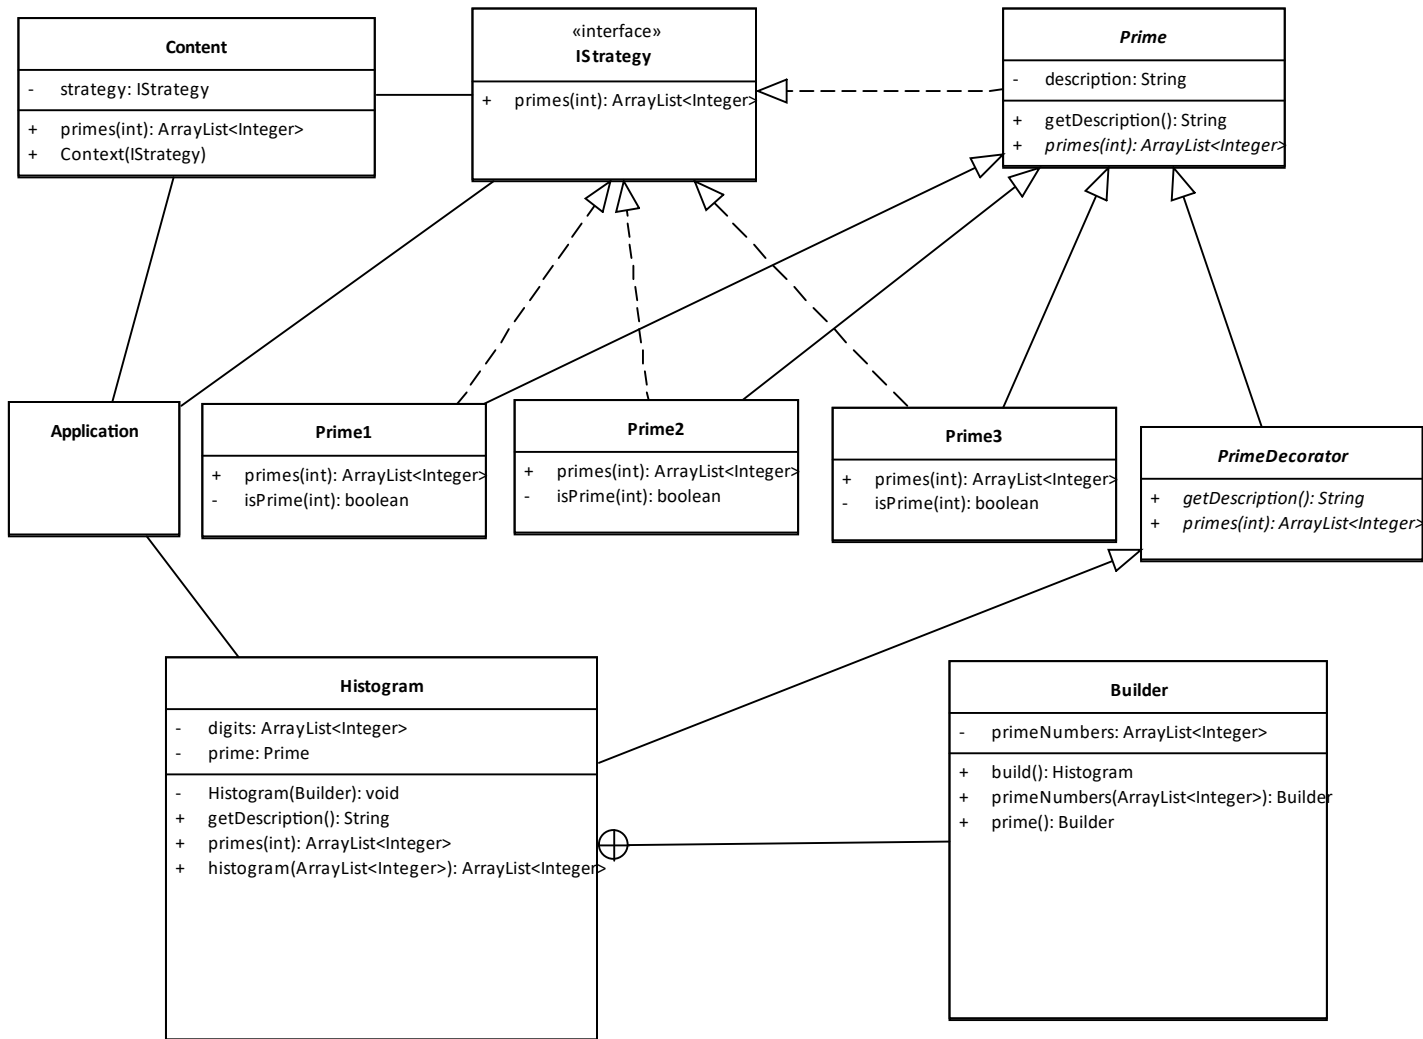 Content
- strategy: IStrategy
+ primes(int): ArrayList<Integer>
+ Context(IStrategy)
«interface»
IStrategy
+ primes(int): ArrayList<Integer>
Prime
- description: String
+ getDescription(): String
+ primes(int): ArrayList<Integer>
Application
Prime1
+ primes(int): ArrayList<Integer>
- isPrime(int): boolean
Prime2
+ primes(int): ArrayList<Integer>
- isPrime(int): boolean
Prime3
+ primes(int): ArrayList<Integer>
- isPrime(int): boolean
PrimeDecorator
+ getDescription(): String
+ primes(int): ArrayList<Integer>
Histogram
- digits: ArrayList<Integer>
- prime: Prime
- Histogram(Builder): void
+ getDescription(): String
+ primes(int): ArrayList<Integer>
+ histogram(ArrayList<Integer>): ArrayList<Integer>
Builder
- primeNumbers: ArrayList<Integer>
+ build(): Histogram
+ primeNumbers(ArrayList<Integer>): Builder
+ prime(): Builder